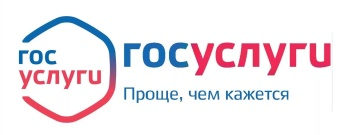 гос
услуги
госуслуги
Проще, чем кажется